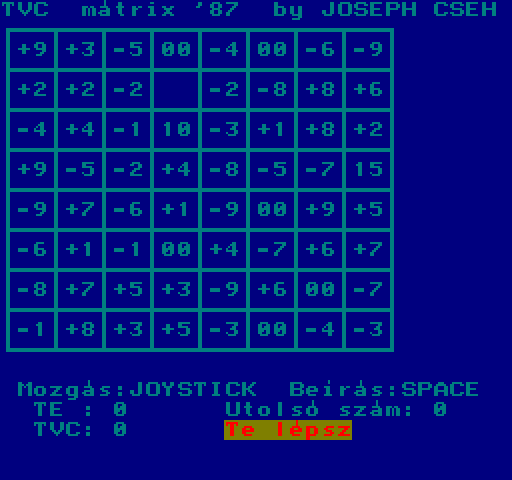 TVC mátrix '87 by JOSEPH CSEH
+9 +3 -5 00 -4 00 -6 -9
+2 +2 -2 -2 -8 +8 +6
-4 +4 -1 10 -3 +1 +8 +2
+9 -5 -2 +4 -8 -5 -7 15
-9 +7 -6 +1 -9 00 +9 +5
-6 +1 -1 00 +4 -7 +6 +7
-8 +7 +5 +3 -9 +6 00 -7
-1 +8 +3 +5 -3 00 -4 -3
Mozgás:JOYSTICK Beírás:SPACE
TE : 0 Utolsó szám: 0
TVC: 0 Te lépsz